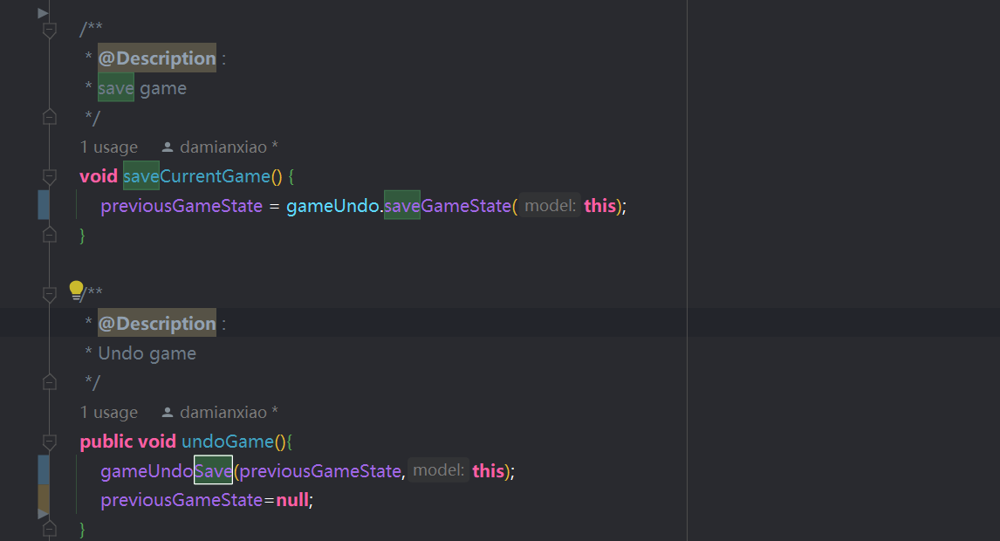 /**
* @Description :
* save game
*/
1 usage damianxiao *
void saveCurrentGame() {
previousGameState = gameUndo.saveGameState( model: this);
}
/**
* @Description :
* Undo game
*/
1 usage damianxiao *
public void undoGame(){
gameUndoSave(previousGameState, model: this);
previousGameState=null;
}